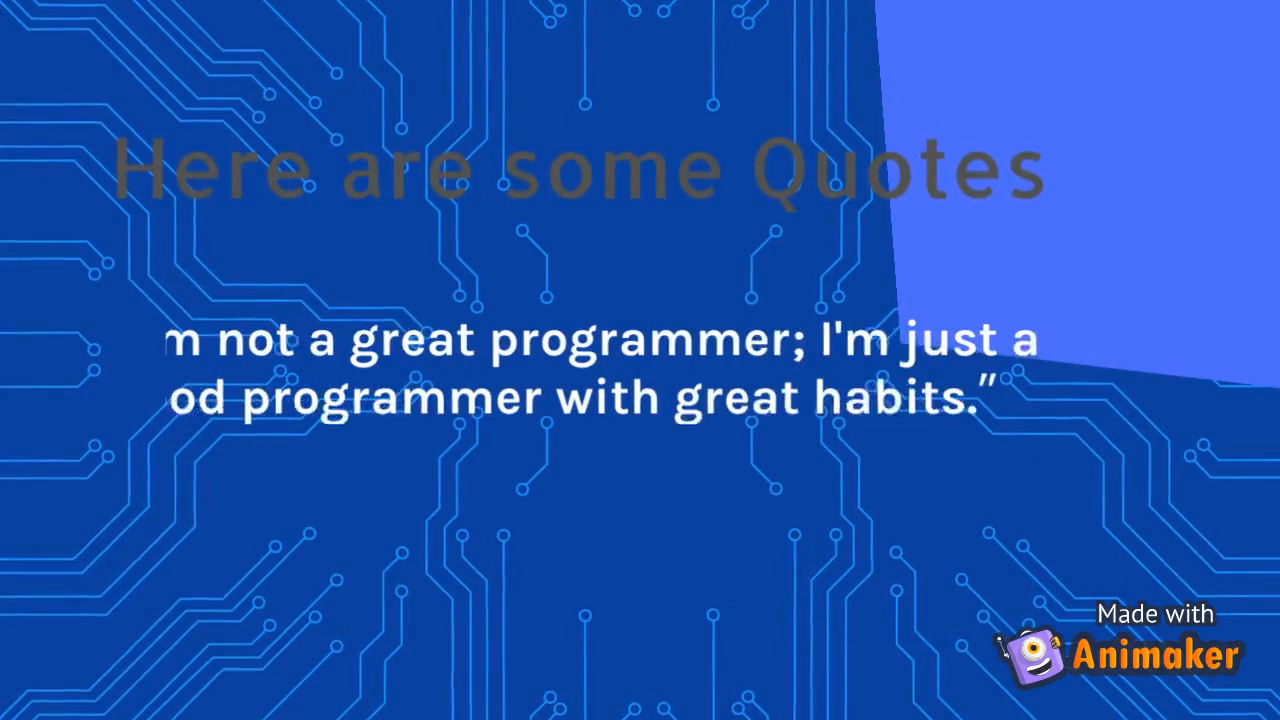 Here are some Quotes
m not a great programmer; I'm just a
od programmer with great habits.”
Made with
Animaker